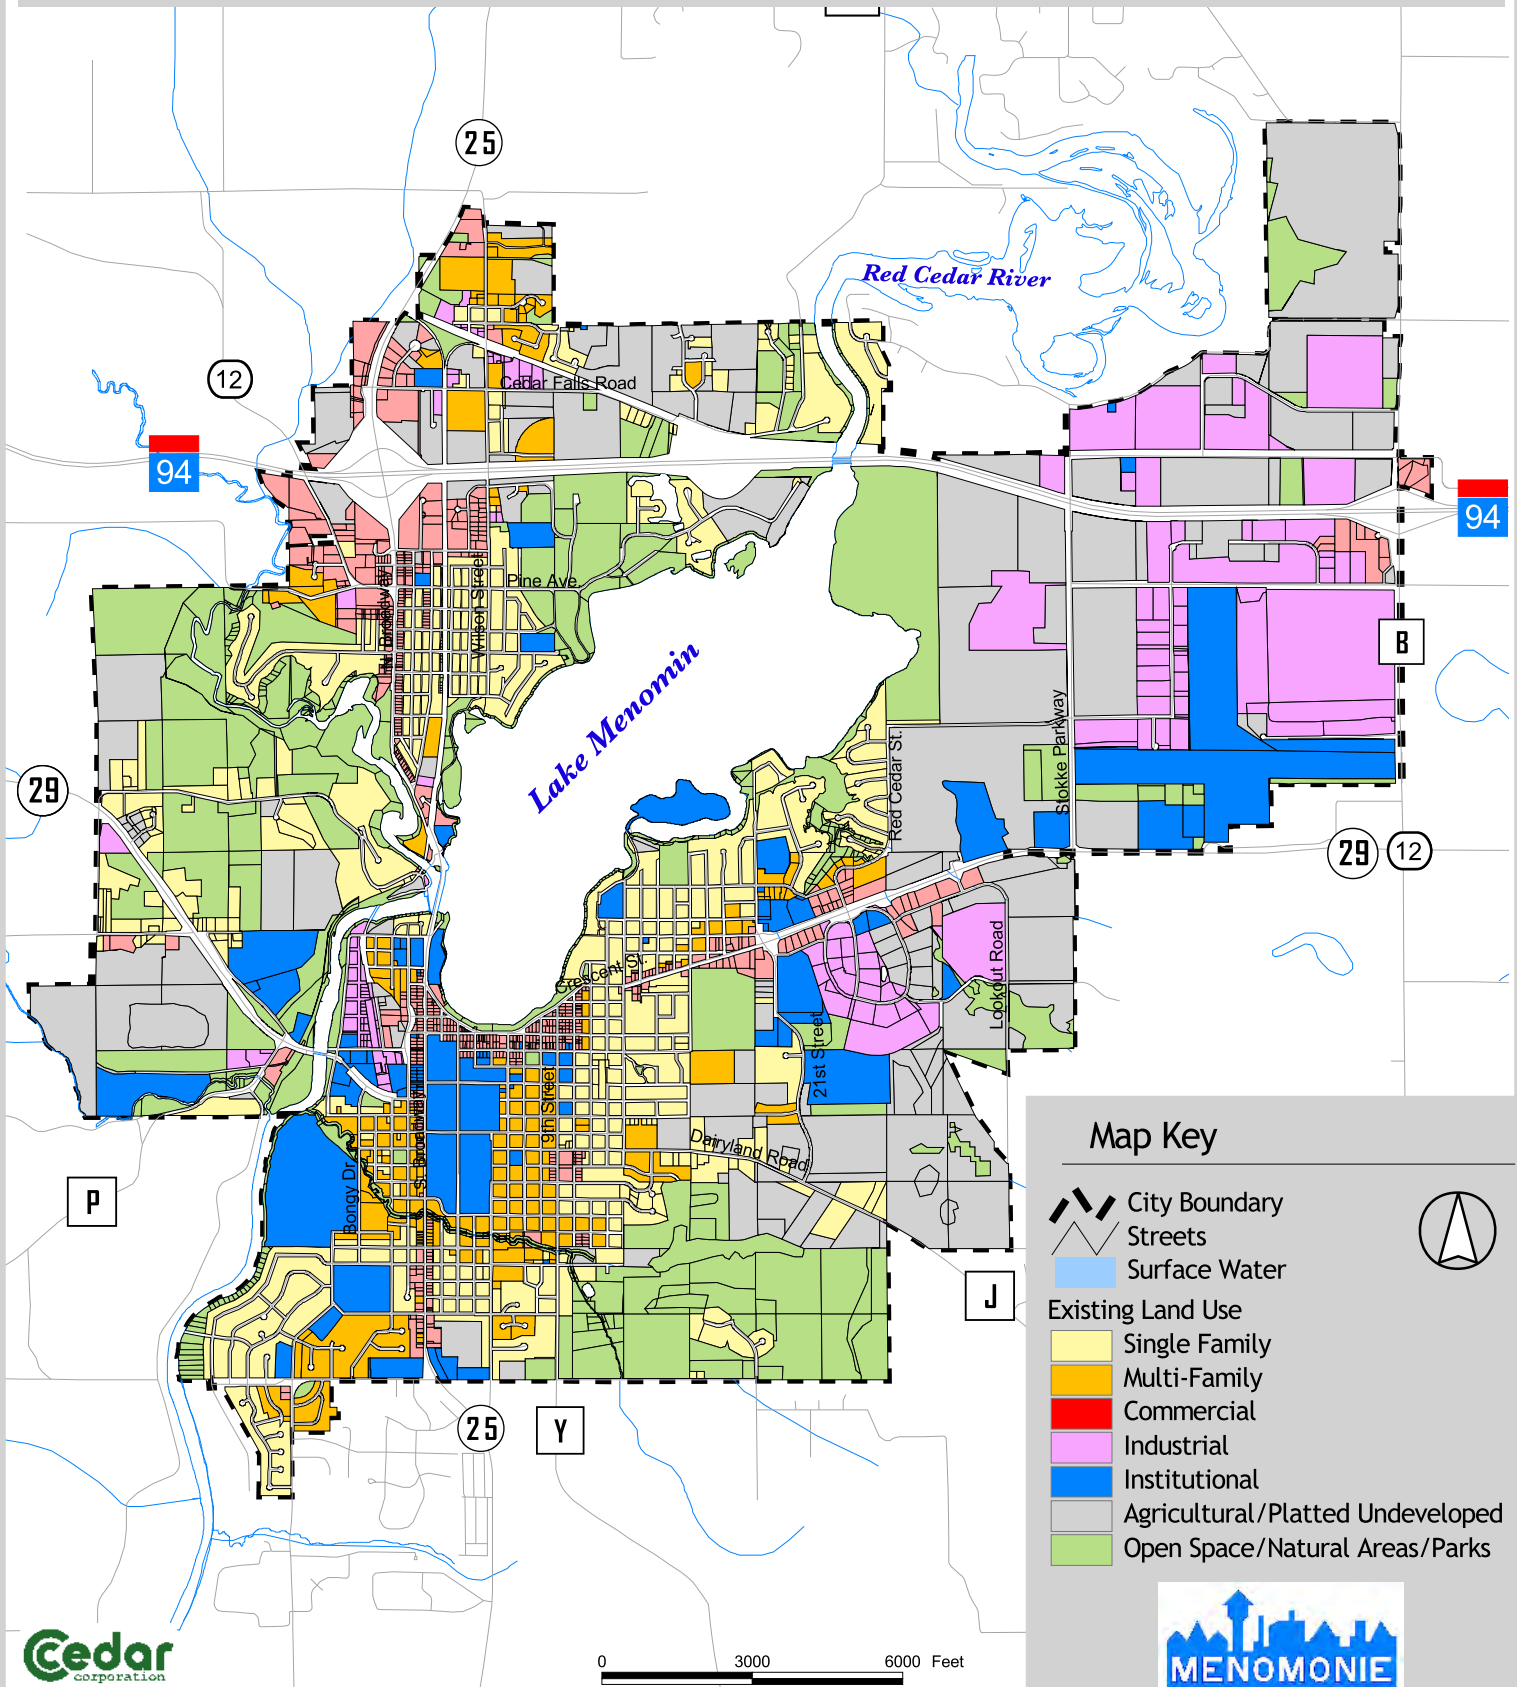 25
Red Cedar River
12
Cedar Falls Road
94
94
Pine Ave.
N. Broadway
Wilson Street
B
Lake Menomin
Stokke Parkway
Red Cedar St.
29
29
12
Lookout Road
Crescent St.
21st Street
9th Street
S. Broadway
Dairyland Road
Bongy Dr.
P
J
25
Y
Map Key
City Boundary
Streets
Surface Water
Existing Land Use
Single Family
Multi-Family
Commercial
Industrial
Institutional
Agricultural/Platted Undeveloped
Open Space/Natural Areas/Parks
Cedar
corporation
0 3000 6000 Feet
MENOMONIE